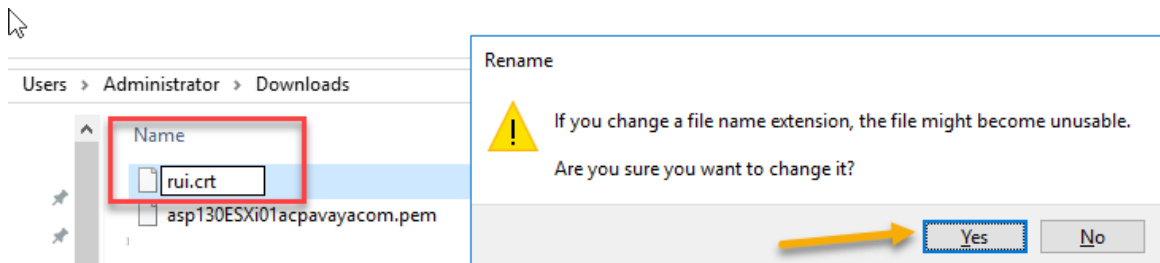 Users > Administrator > Downloads
Name
rui.crt
asp130ESXi01acpavayacom.pem
Rename
If you change a file name extension, the file might become unusable.
Are you sure you want to change it?
Yes
No